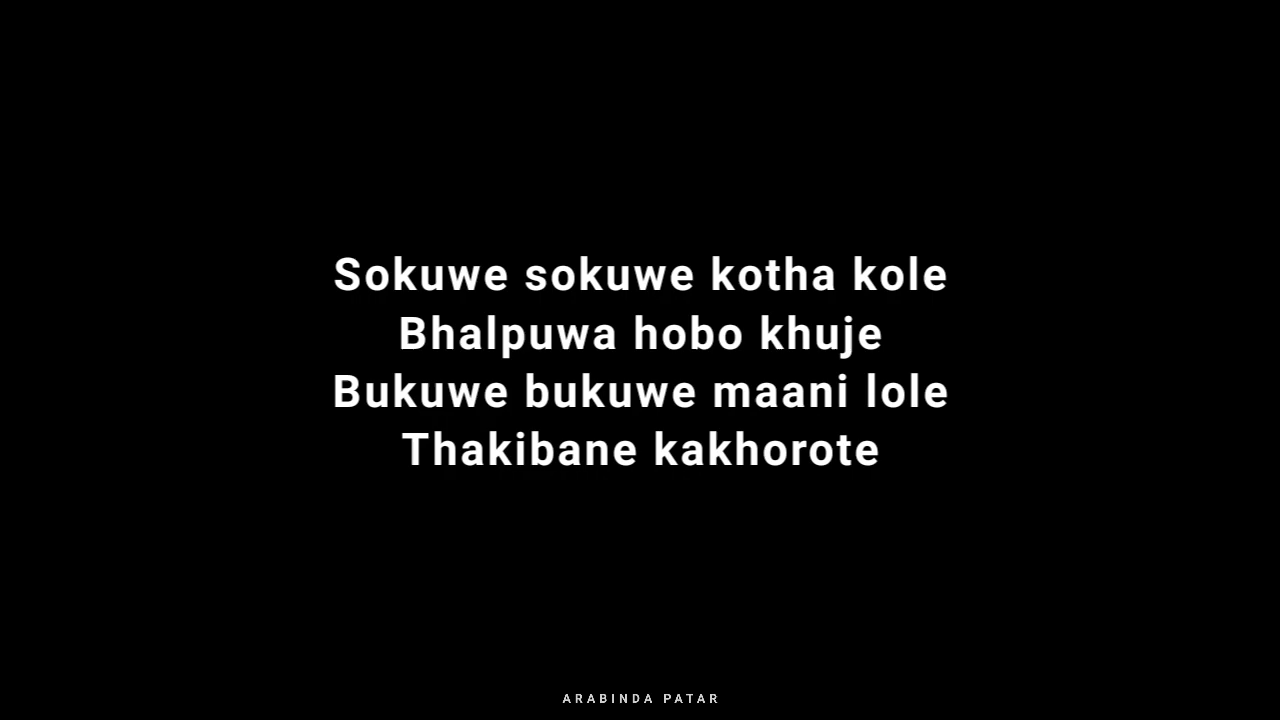 Sokuwe sokuwe kotha kole
Bhalpuwa hobo khuje
Bukuwe bukuwe maani lole
Thakibane kakhorote
ARABINDA PATAR